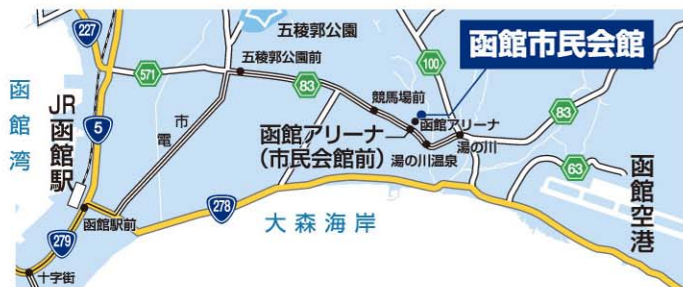 227
五稜郭公園
函館市民会館
五稜郭公園前
100
571
83
函館湾
JR函館駅
5
市電
競馬場前
函館アリーナ
函館アリーナ
(市民会館前)
湯の川
湯の川温泉
83
63
函館空港
278
大森海岸
函館駅前
279
十字街